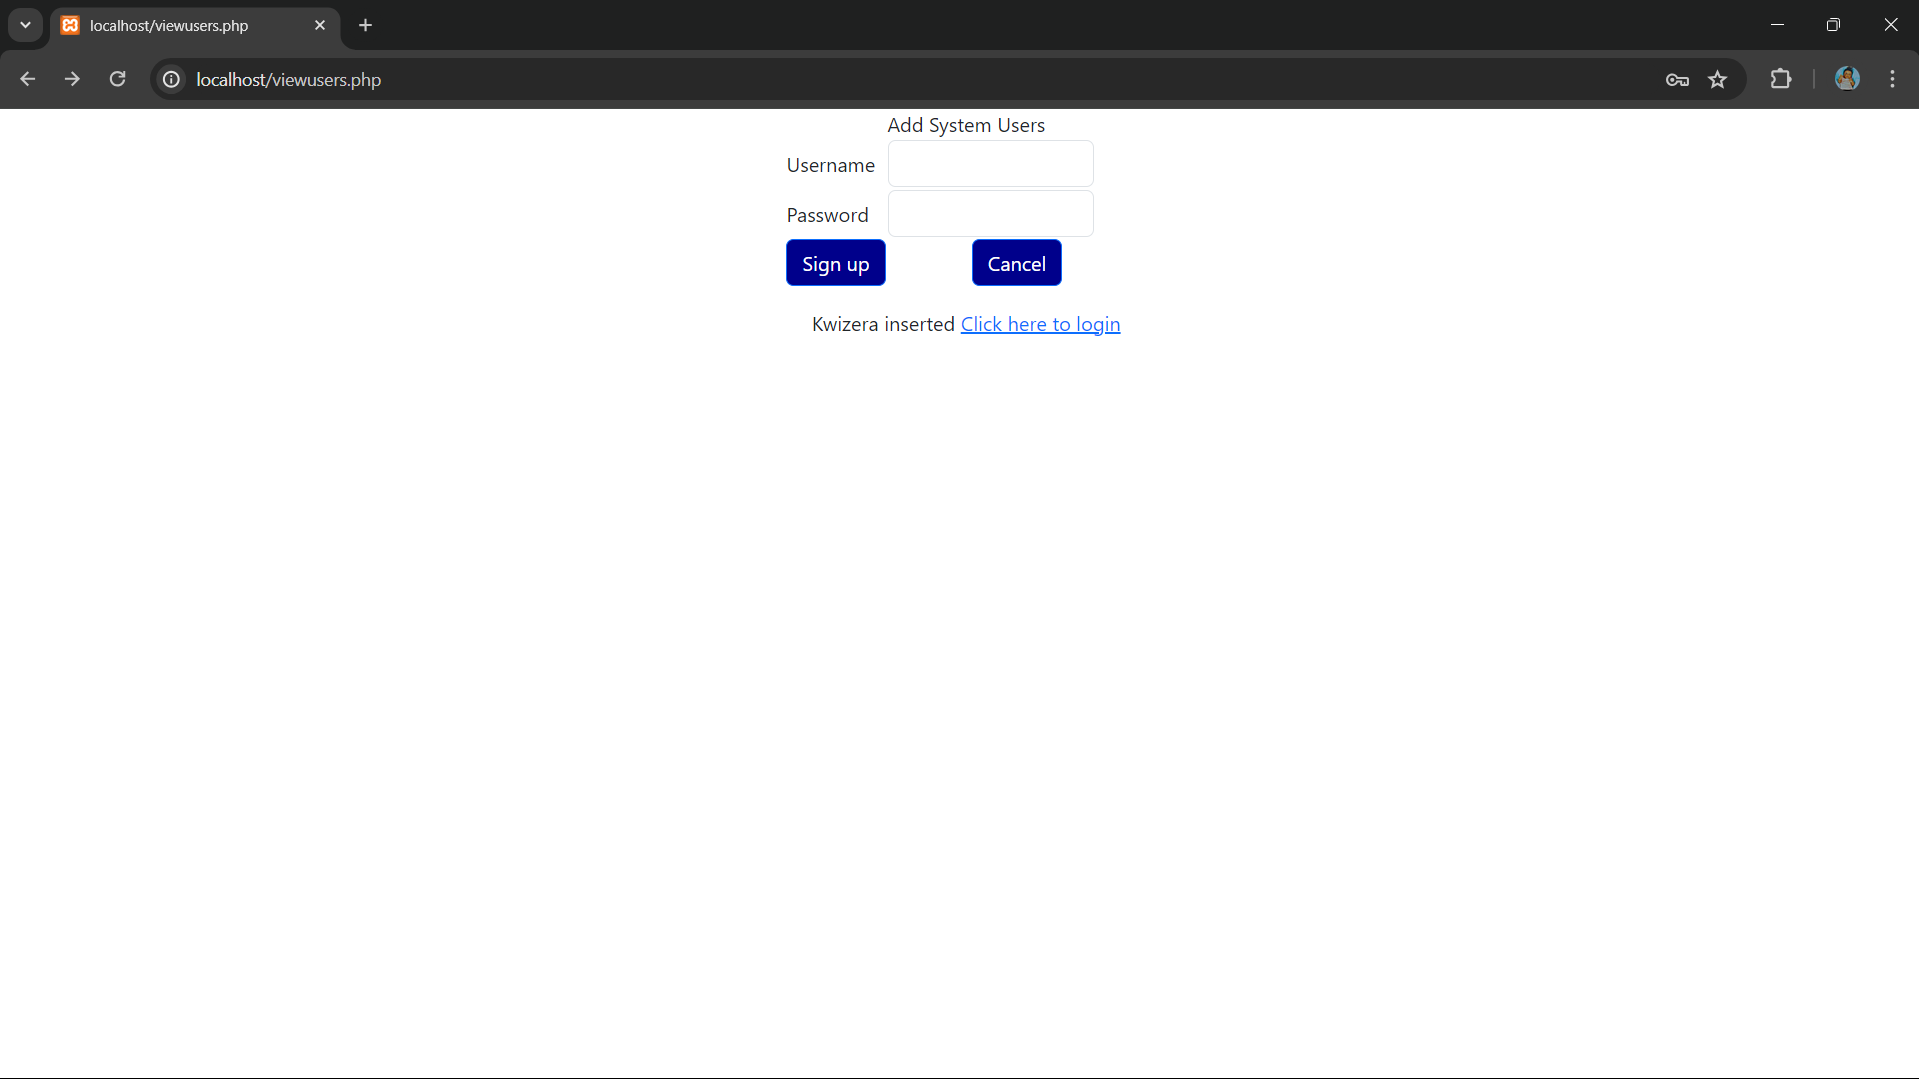 localhost/viewusers.php
localhost/viewusers.php
Add System Users
Username
Password
Sign up Cancel
Kwizera inserted Click here to login